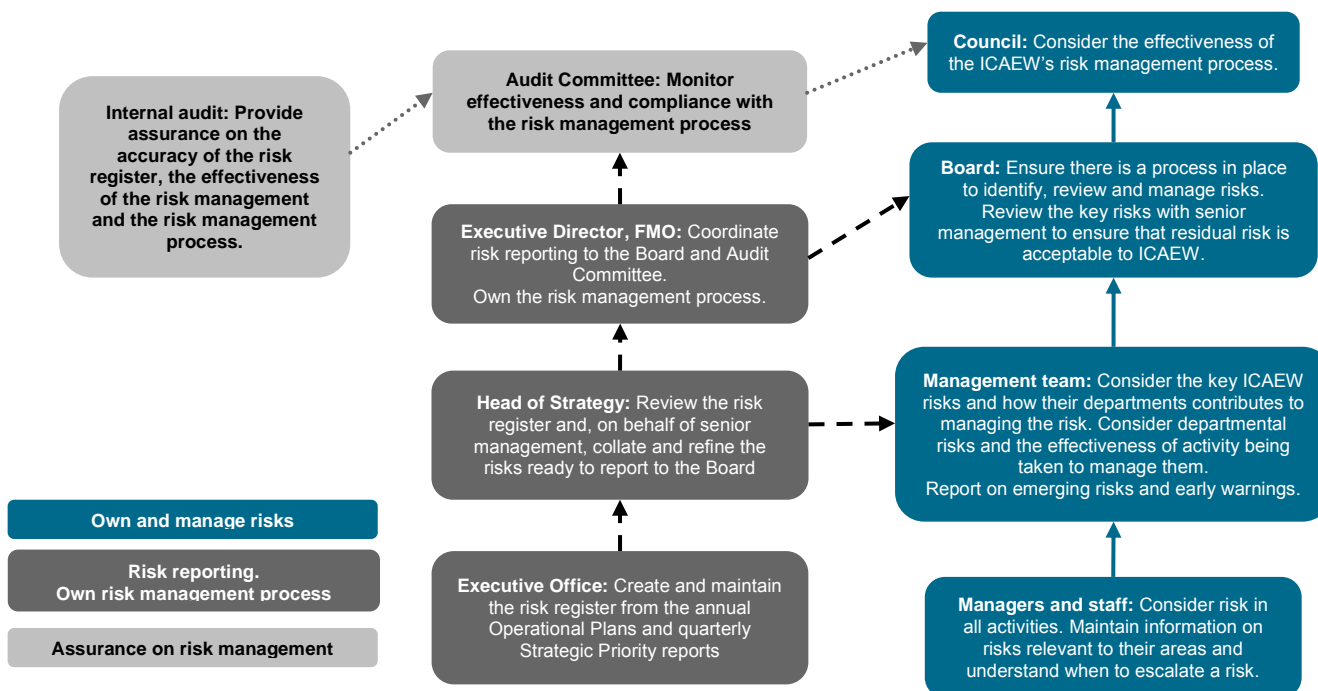 Internal audit: Provide
assurance on the
accuracy of the risk
register, the effectiveness
of the risk management
and the risk management
process.
Audit Committee: Monitor
effectiveness and compliance with
the risk management process
Council: Consider the effectiveness of
the ICAEW's risk management process.
Executive Director, FMO: Coordinate
risk reporting to the Board and Audit
Committee.
Own the risk management process.
Board: Ensure there is a process in place
to identify, review and manage risks.
Review the key risks with senior
management to ensure that residual risk is
acceptable to ICAEW.
Head of Strategy: Review the risk
register and, on behalf of senior
management, collate and refine the
risks ready to report to the Board
Management team: Consider the key ICAEW
risks and how their departments contributes to
managing the risk. Consider departmental
risks and the effectiveness of activity being
taken to manage them.
Report on emerging risks and early warnings.
Executive Office: Create and maintain
the risk register from the annual
Operational Plans and quarterly
Strategic Priority reports
Managers and staff: Consider risk in
all activities. Maintain information on
risks relevant to their areas and
understand when to escalate a risk.
Own and manage risks
Risk reporting.
Own risk management process
Assurance on risk management